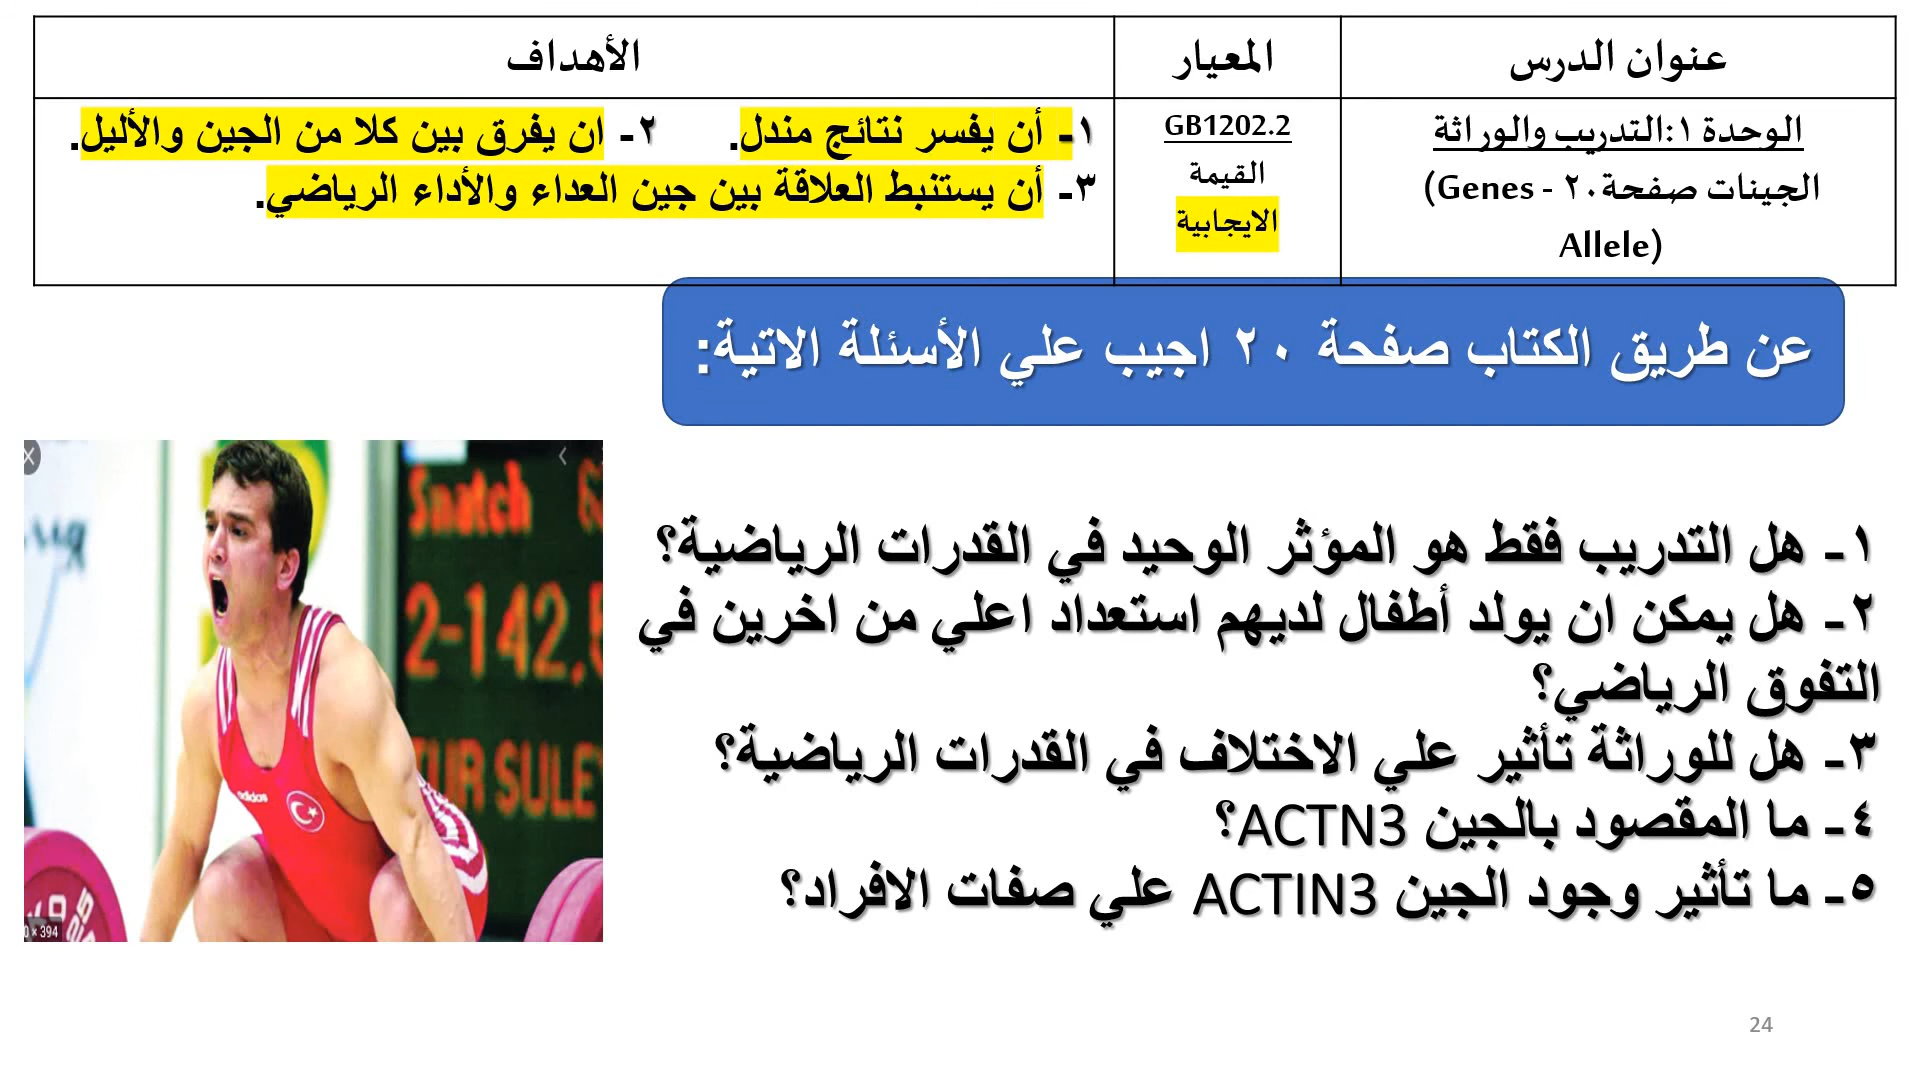 عنوان الدرس
المعيار
الأهداف
الوحدة ١:التدريب والوراثة
الجينات صفحة٢٠ - Genes)
Allele)
GB1202.2
القيمة
الايجابية
١- أن يفسر نتائج مندل. ٢- ان يفرق بين كلا من الجين والأليل.
٣- أن يستنبط العلاقة بين جين العداء والأداء الرياضي.
عن طريق الكتاب صفحة ٢٠ اجيب علي الأسئلة الاتية:
١- هل التدريب فقط هو المؤثر الوحيد في القدرات الرياضية؟
٢- هل يمكن ان يولد أطفال لديهم استعداد اعلي من اخرين في
التفوق الرياضي؟
٣- هل للوراثة تأثير علي الاختلاف في القدرات الرياضية؟
٤- ما المقصود بالجين ACTN3؟
٥- ما تأثير وجود الجين ACTIN3 علي صفات الافراد؟
Snatch
2-142,5
TUR SULEY
adidas
0 × 394
24